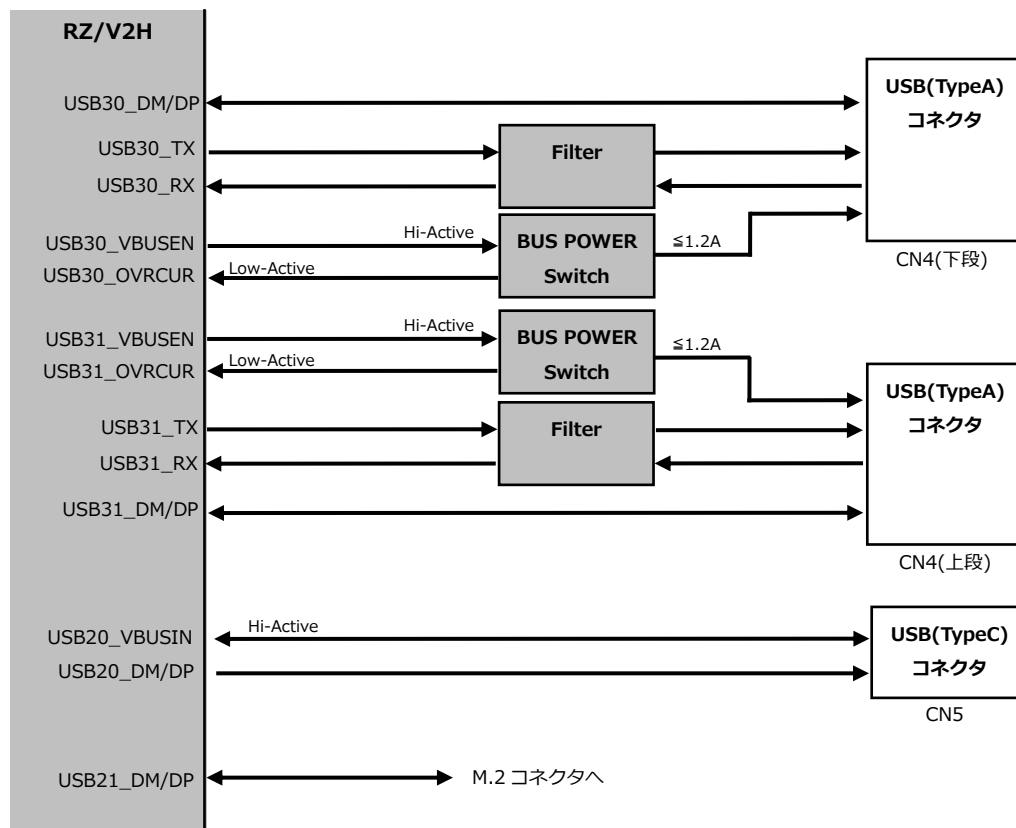 RZ/V2H
USB30_DM/DP
USB30_TX
USB30_RX
Filter
USB(TypeA)
コネクタ
CN4(下段)
USB30_VBUSEN
Hi-Active
USB30_OVRCUR
Low-Active
BUS POWER
Switch
≦1.2A
USB31_VBUSEN
Hi-Active
USB31_OVRCUR
Low-Active
BUS POWER
Switch
≦1.2A
USB31_TX
USB31_RX
Filter
USB31_DM/DP
USB(TypeA)
コネクタ
CN4(上段)
USB20_VBUSIN
Hi-Active
USB20_DM/DP
USB(TypeC)
コネクタ
CN5
USB21_DM/DP
M.2 コネクタへ